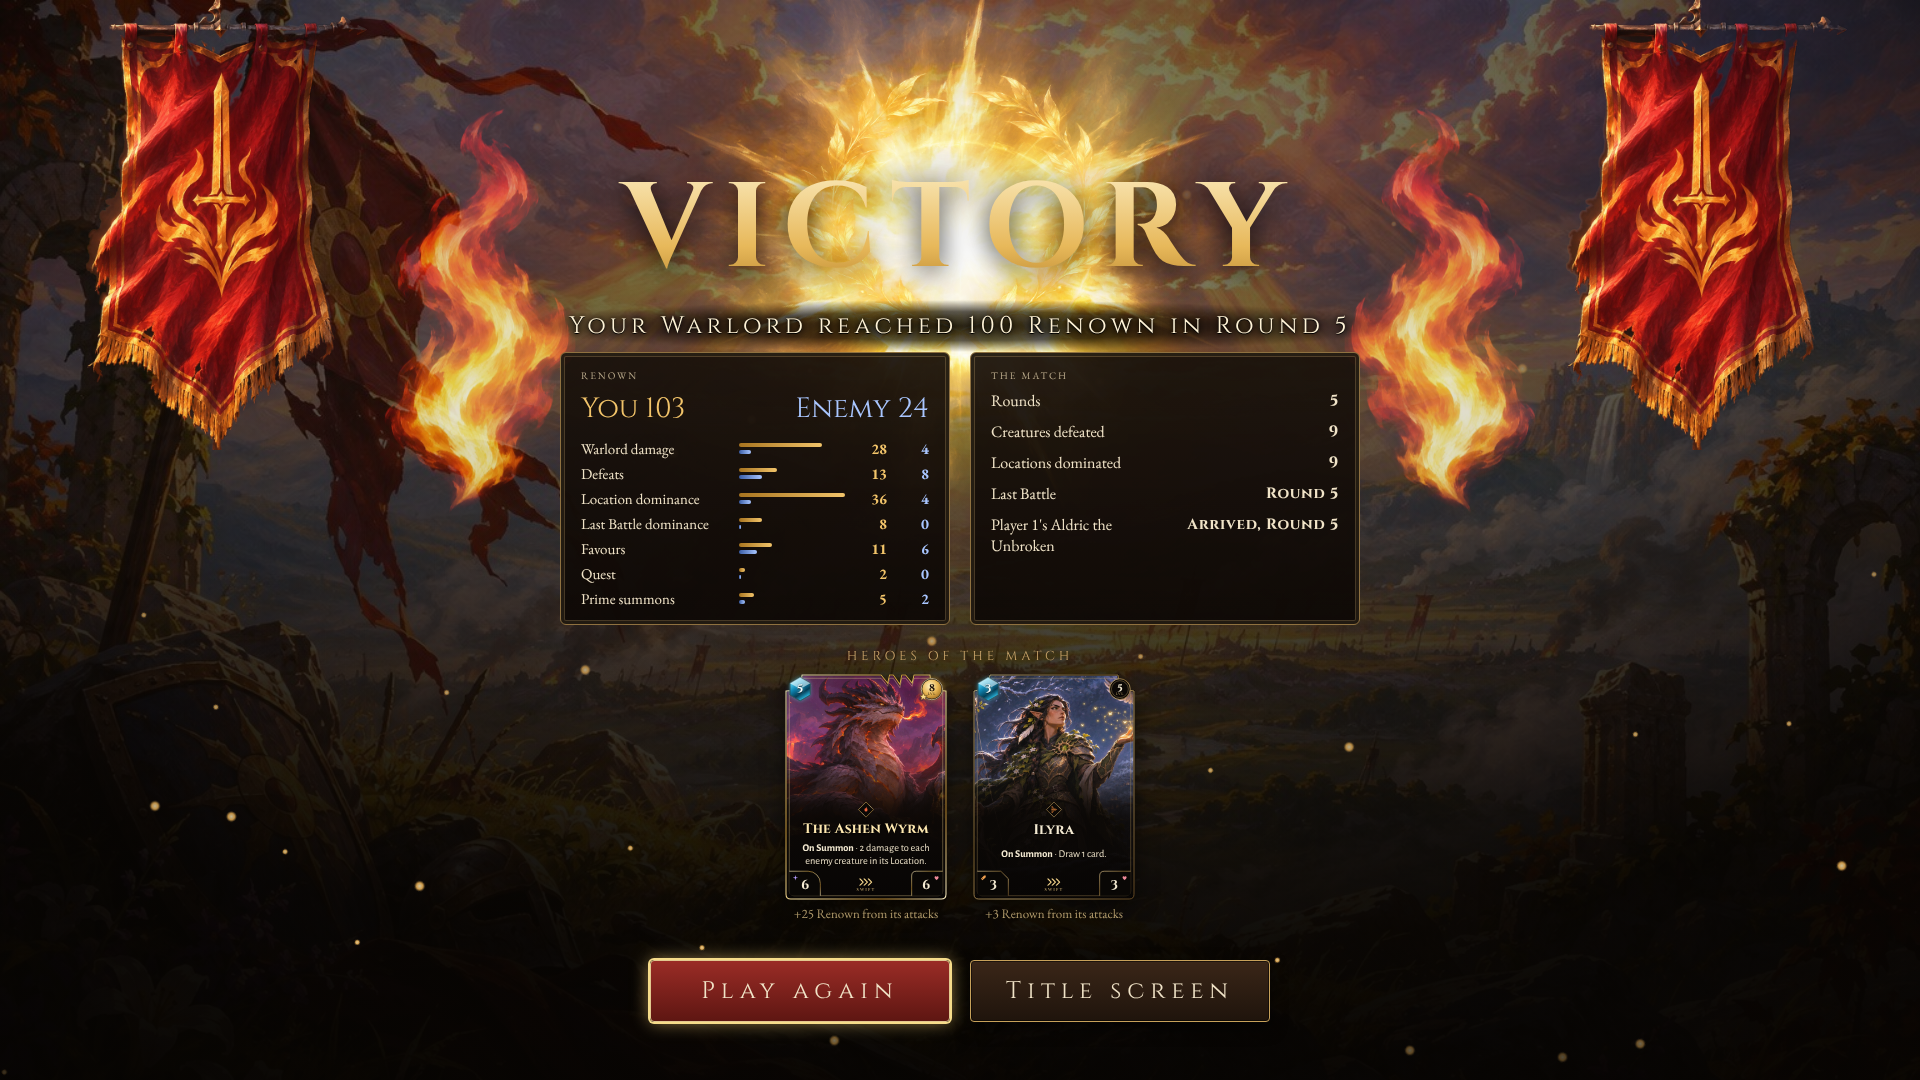 VICTORY
Your Warlord reached 100 Renown in Round 5
RENOWN
You 103 Enemy 24
Warlord damage 28 4
Defeats 13 8
Location dominance 36 4
Last Battle dominance 8 0
Favours 11 6
Quest 2 0
Prime summons 5 2
THE MATCH
Rounds 5
Creatures defeated 9
Locations dominated 9
Last Battle Round 5
Player 1's Aldric the Arrived, Round 5
Unbroken
HEROES OF THE MATCH
5 8
The Ashen Wyrm
On Summon · 2 damage to each
enemy creature in its Location.
6 SWIFT 6
+25 Renown from its attacks
3 5
Ilyra
On Summon · Draw 1 card.
3 SWIFT 3
+3 Renown from its attacks
Play again
Title screen